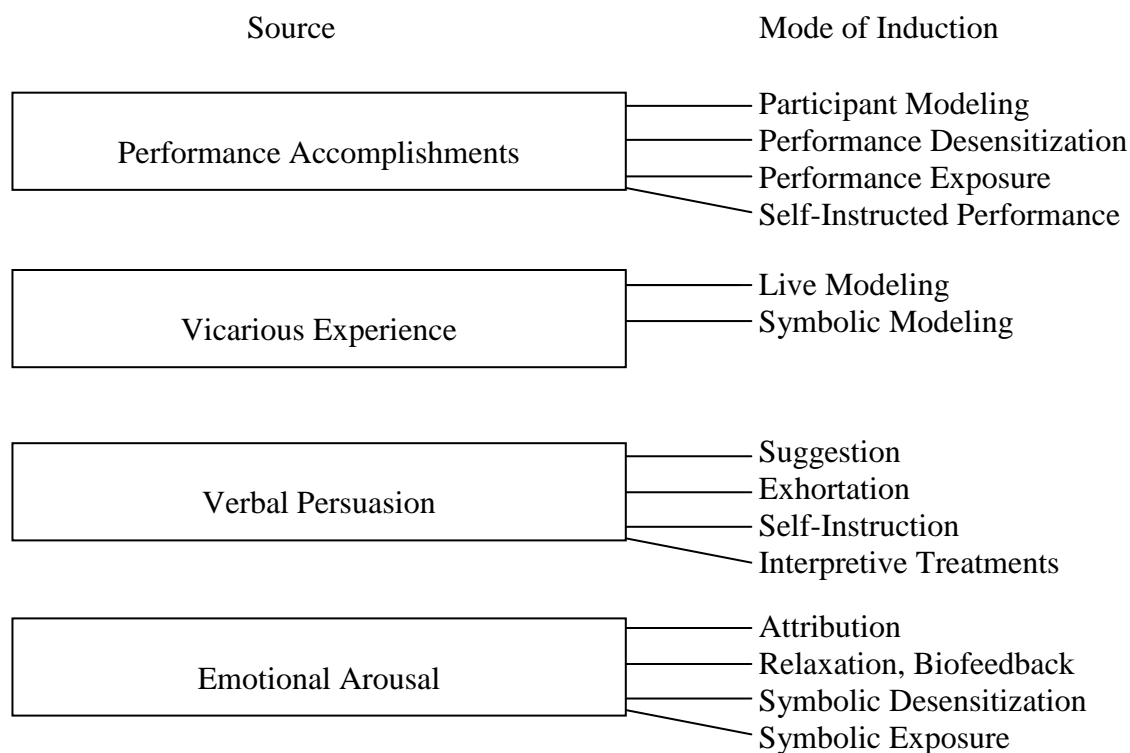 Source Mode of Induction
Participant Modeling
Performance Accomplishments Performance Desensitization
Performance Exposure
Self-Instructed Performance
Live Modeling
Vicarious Experience Symbolic Modeling
Suggestion
Verbal Persuasion Exhortation
Self-Instruction
Interpretive Treatments
Attribution
Emotional Arousal Relaxation, Biofeedback
Symbolic Desensitization
Symbolic Exposure